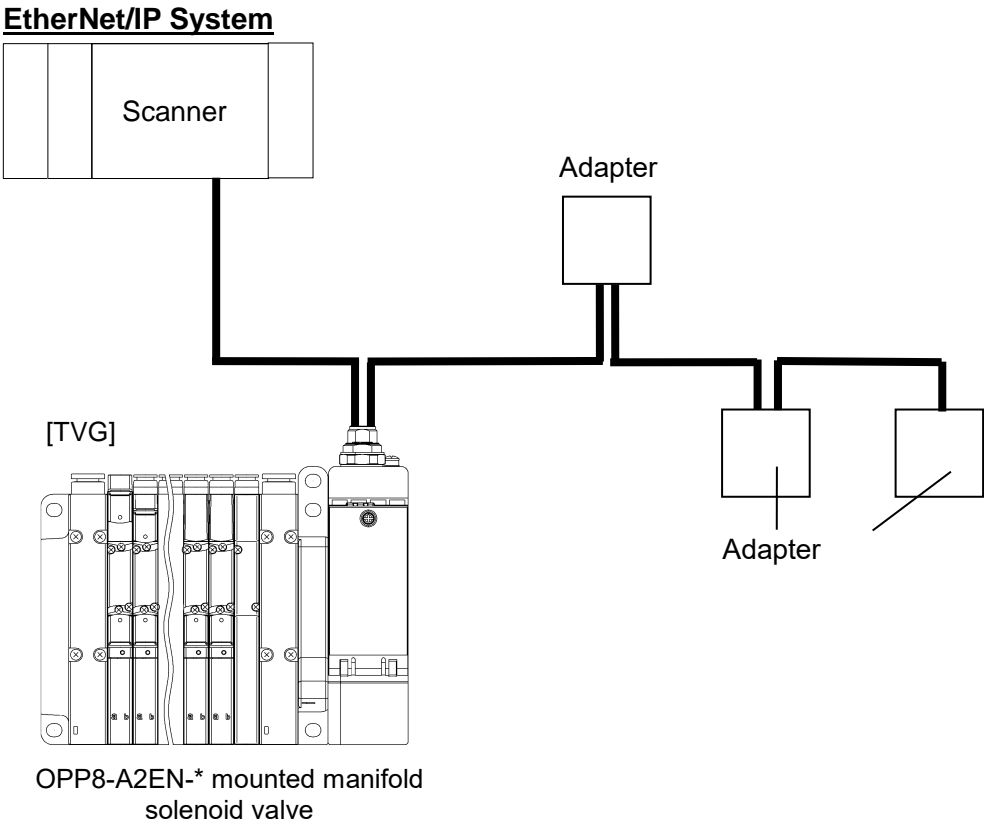 EtherNet/IP System
Scanner
Adapter
[TVG]
Adapter
a b a b a b a b
OPP8-A2EN-* mounted manifold
solenoid valve